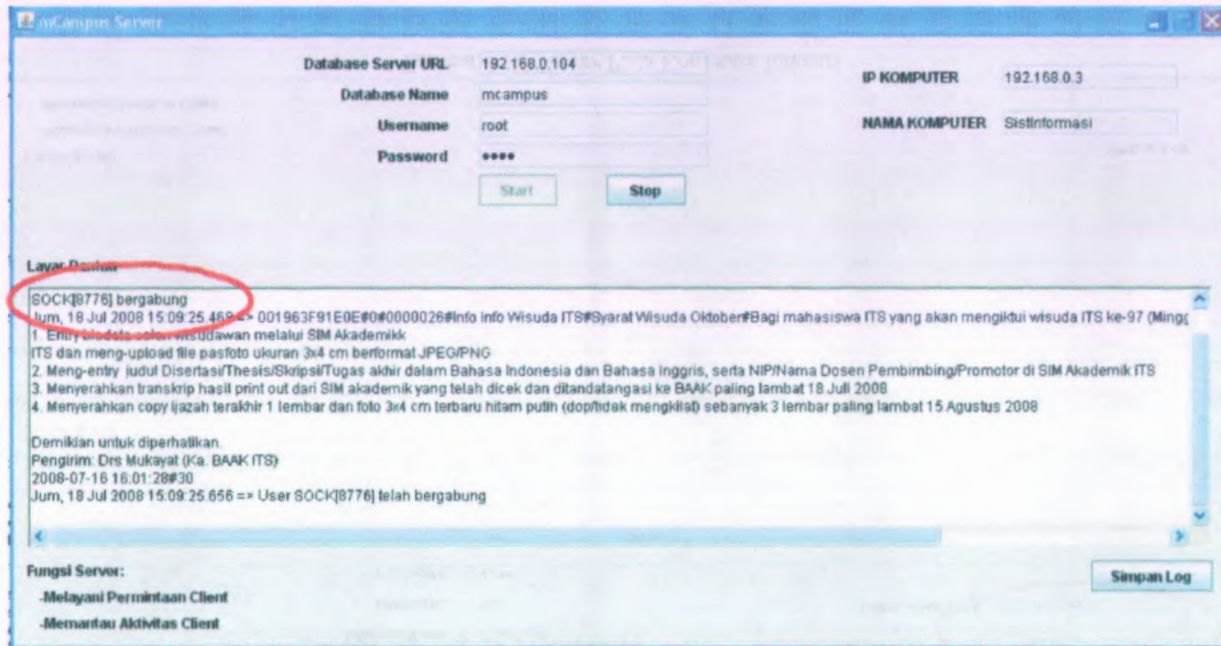 mCampus Server
Database Server URL 192.168.0.104
IP KOMPUTER 192.168.0.3
Database Name mcampus
Username root
NAMA KOMPUTER SistInformasi
Password ••••
Start Stop
Layar
SOCK[8776] bergabung
Jum, 18 Jul 2008 15:09:25.468 => 001963F91E0E#0#0000026#Info Info Wisuda ITS#Syarat Wisuda Oktober#Bagi mahasiswa ITS yang akan mengiktui wisuda ITS ke-97 (Mingg
1. Entry biodata calon wisudawan melalui SIM Akademikk
ITS dan meng-upload file pasfoto ukuran 3x4 cm berformat JPEG/PNG
2. Meng-entry judul Disertasi/Thesis/Skripsi/Tugas akhir dalam Bahasa Indonesia dan Bahasa Inggris, serta NIP/Nama Dosen Pembimbing/Promotor di SIM Akademik ITS
3. Menyerahkan transkrip hasil print out dari SIM akademik yang telah dicek dan ditandatangasi ke BAAK paling lambat 18 Juli 2008
4. Menyerahkan copy ijazah terakhir 1 lembar dan foto 3x4 cm terbaru hitam putih (dop/tidak mengkilat) sebanyak 3 lembar paling lambat 15 Agustus 2008
Demikian untuk diperhatikan.
Pengirim: Drs Mukayat (Ka. BAAK ITS)
2008-07-16 16:01:28#30
Jum, 18 Jul 2008 15:09:25.656 => User SOCK[8776] telah bergabung
Fungsi Server:
Simpan Log
-Melayani Permintaan Client
-Memantau Aktivitas Client